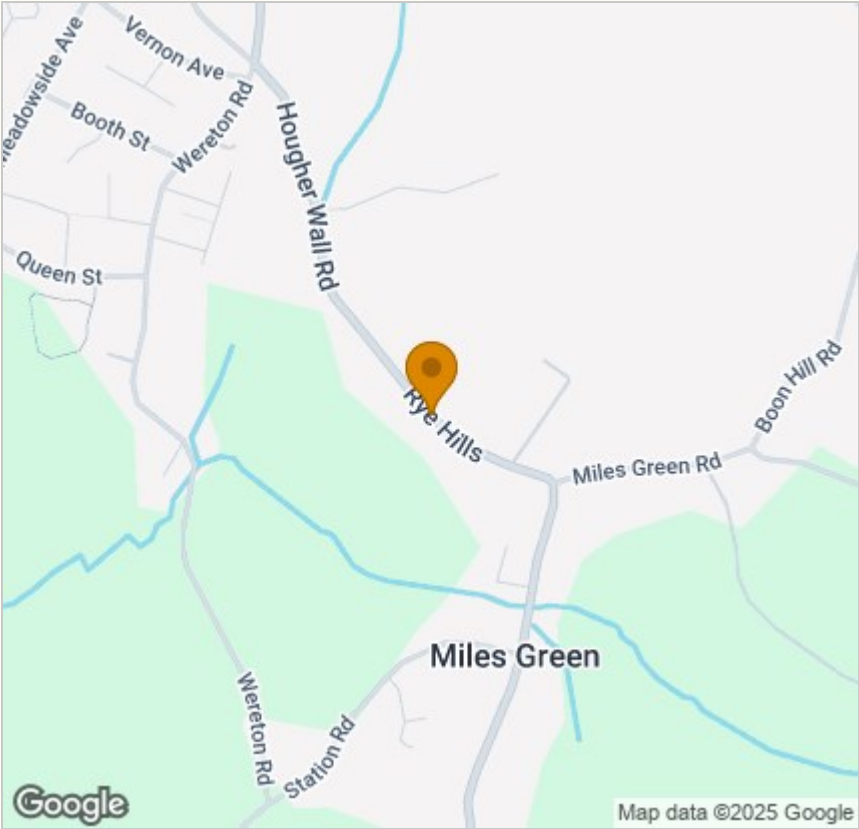 Meadowside Ave
Vernon Ave
Booth St
Wereton Rd
Hougher Wall Rd
Queen St
Rye Hills
Boon Hill Rd
Miles Green Rd
Miles Green
Wereton Rd
Station Rd
Google
Map data ©2025 Google